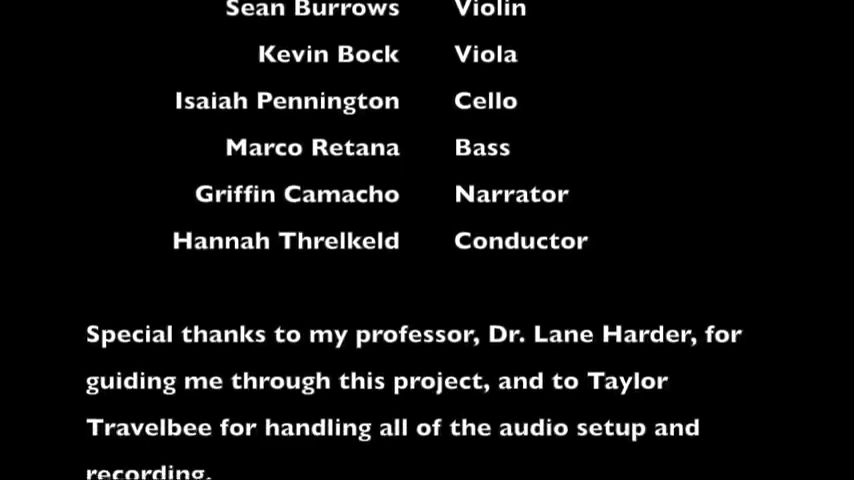 Sean Burrows Violin
Kevin Bock Viola
Isaiah Pennington Cello
Marco Retana Bass
Griffin Camacho Narrator
Hannah Threlkeld Conductor
Special thanks to my professor, Dr. Lane Harder, for
guiding me through this project, and to Taylor
Travelbee for handling all of the audio setup and
recording.